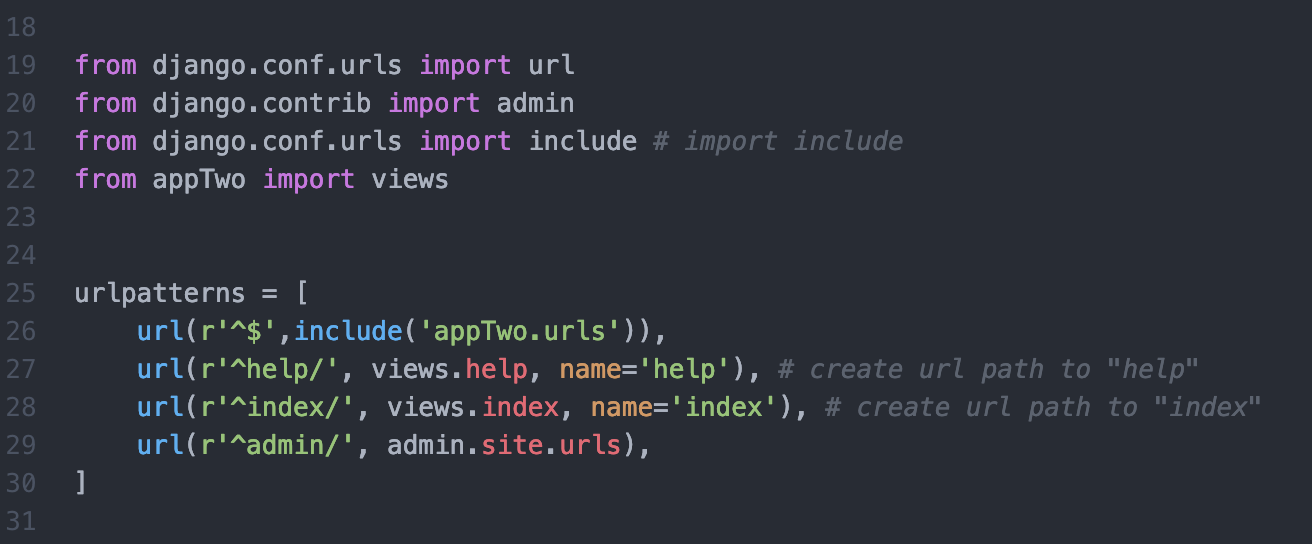 18
19 from django.conf.urls import url
20 from django.contrib import admin
21 from django.conf.urls import include # import include
22 from appTwo import views
23
24
25 urlpatterns = [
26     url(r'^$',include('appTwo.urls')),
27     url(r'^help/', views.help, name='help'), # create url path to "help"
28     url(r'^index/', views.index, name='index'), # create url path to "index"
29     url(r'^admin/', admin.site.urls),
30 ]
31